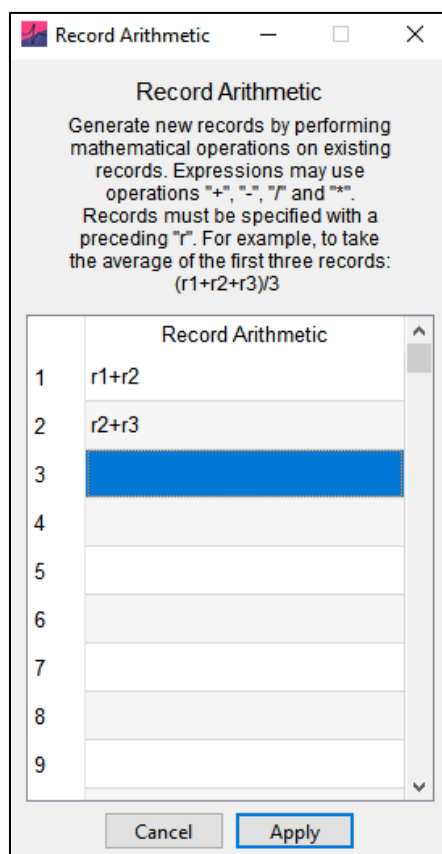 Record Arithmetic
Record Arithmetic
Generate new records by performing
mathematical operations on existing
records. Expressions may use
operations "+", "-", "/" and "*".
Records must be specified with a
preceding "r". For example, to take
the average of the first three records:
(r1+r2+r3)/3
Record Arithmetic
1 r1+r2
2 r2+r3
3
4
5
6
7
8
9
Cancel Apply